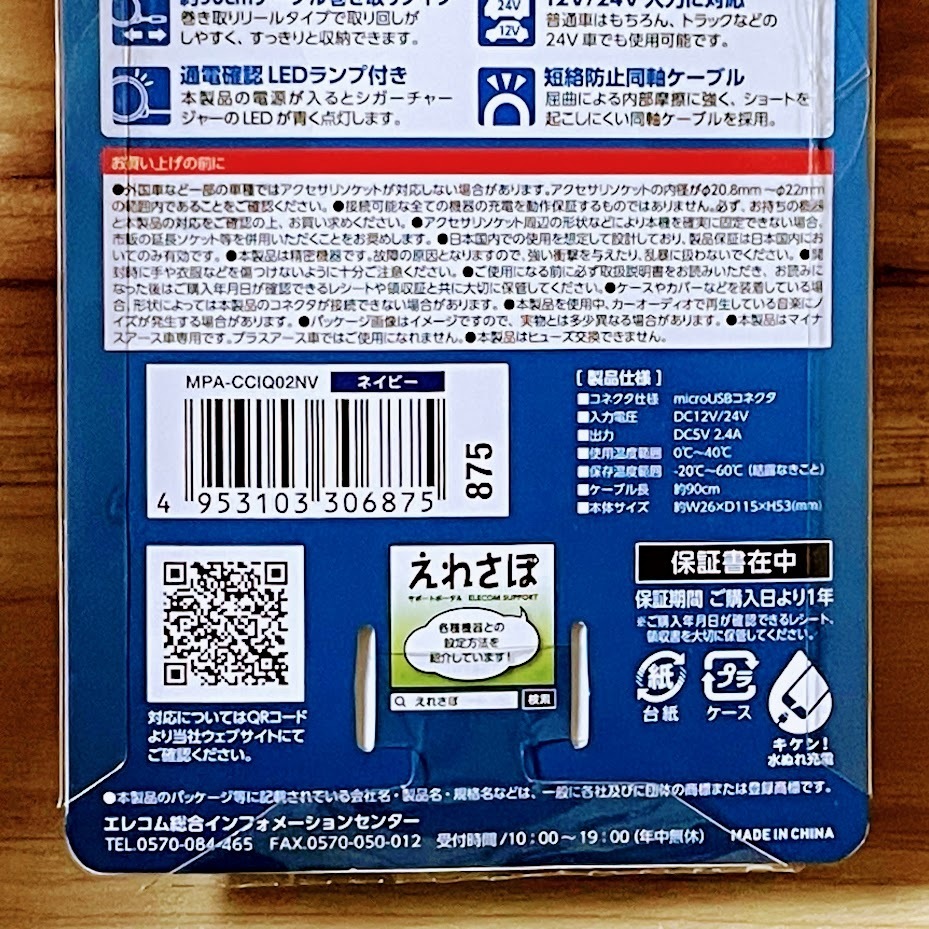 約90cmケーブル巻き取りタイプ
巻き取りリールタイプで取り回しが
しやすく、すっきりと収納できます。
24V
12V
12V/24V入力に対応
普通車はもちろん、トラックなどの
24V車でも使用可能です。
通電確認LEDランプ付き
本製品の電源が入るとシガーチャー
ジャーのLEDが青く点灯します。
短絡防止同軸ケーブル
屈曲による内部摩擦に強く、ショートを
起こしにくい同軸ケーブルを採用。
お買い上げの前に
●外国車など一部の車種ではアクセサリソケットが対応しない場合があります。アクセサリソケットの内径がφ20.8mm～φ22mm
の範囲内であることをご確認ください。●接続可能な全ての機器の充電を動作保証するものではありません。必ず、お持ちの機器
と本製品の対応をご確認の上、お買い求めください。●アクセサリソケット周辺の形状などにより本機を確実に固定できない場合、
市販の延長ソケット等を併用いただくことをお奨めします。●日本国内での使用を想定して設計しており、製品保証は日本国内にお
いてのみ有効です。●本製品は精密機器です。故障の原因となりますので、強い衝撃を与えたり、乱暴に扱わないでください。●開
封時に手や衣服などを傷つけないように十分ご注意ください。●ご使用になる前に必ず取扱説明書をお読みいただき、お読みに
なった後はご購入年月日が確認できるレシートや領収証と共に大切に保管してください。●ケースやカバーなどを装着している場
合、形状によっては本製品のコネクタが接続できない場合があります。●本製品を使用中、カーオーディオで再生している音楽にノ
イズが発生する場合があります。●パッケージ画像はイメージですので、実物とは多少異なる場合があります。●本製品はマイナ
スアース車専用です。プラスアース車ではご使用になれません。●本製品はヒューズ交換できません。
MPA-CCIQ02NV ネイビー
4 953103 306875
875
[製品仕様]
■コネクタ仕様 microUSBコネクタ
■入力電圧 DC12V/24V
■出力 DC5V 2.4A
■使用温度範囲 0℃～40℃
■保存温度範囲 -20℃～60℃(結露なきこと)
■ケーブル長 約90cm
■本体サイズ 約W26×D115×H53(mm)
対応についてはQRコード
より当社ウェブサイトにて
ご確認ください。
えれさぽ
サポートポータル ELECOM SUPPORT
各種機器との
設定方法を
紹介しています!
えれさぽ 検索
保証書在中
保証期間 ご購入日より1年
※ご購入年月日が確認できるレシート、
領収書を大切に保管してください。
紙
台紙
プラ
ケース
キケン!
水ぬれ充電
●本製品のパッケージ等に記載されている会社名・製品名・規格名などは、一般に各社及びに団体の商標または登録商標です。
エレコム総合インフォメーションセンター
TEL.0570-084-465 FAX.0570-050-012 受付時間/10:00～19:00(年中無休)
MADE IN CHINA